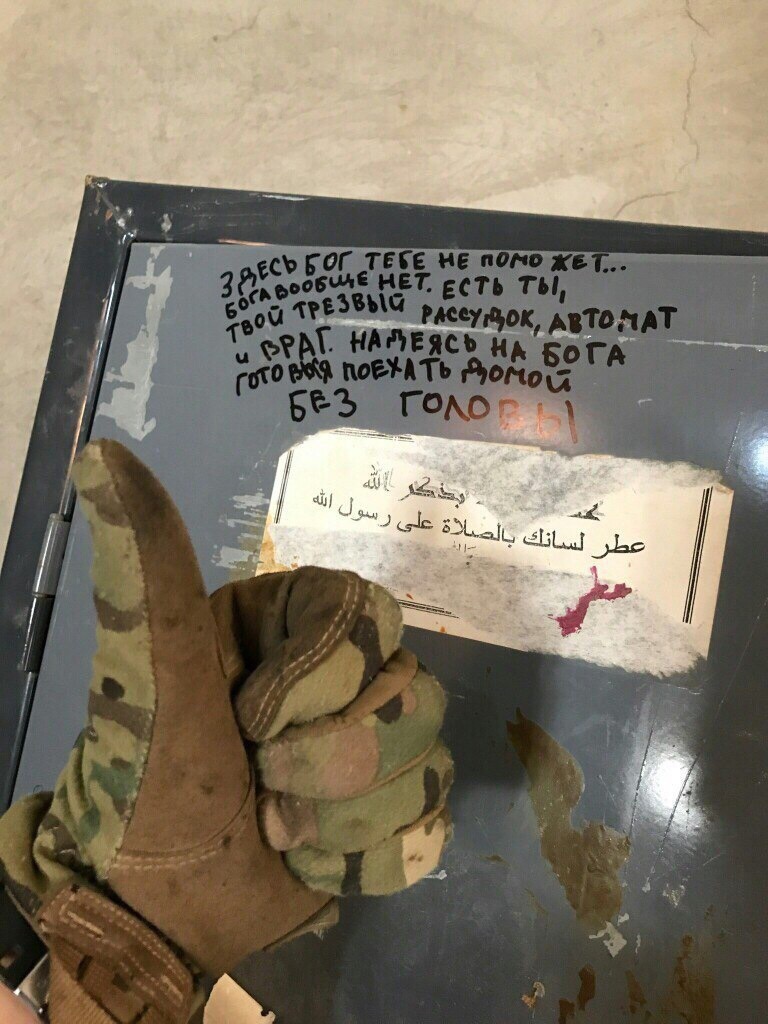 ЗДЕСЬ БОГ ТЕБЕ НЕ ПОМОЖЕТ...
БОГА ВООБЩЕ НЕТ. ЕСТЬ ТЫ,
ТВОЙ ТРЕЗВЫЙ РАССУДОК, АВТОМАТ
и ВРАГ. НАДЕЯСЬ НА БОГА
ГОТОВЬСЯ ПОЕХАТЬ ДОМОЙ
БЕЗ ГОЛОВЫ
بذكر الله
عطر لسانك بالصلاة على رسول الله